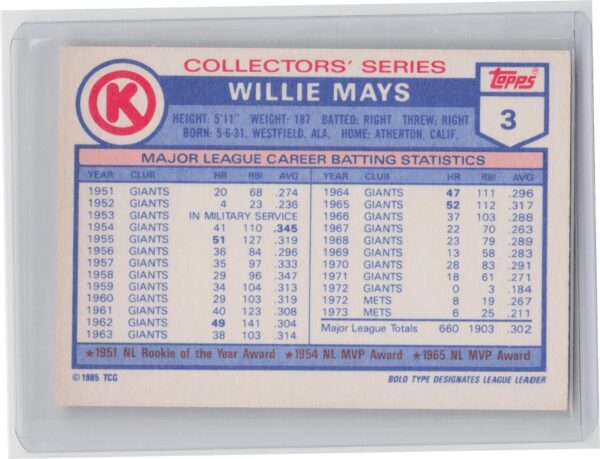 COLLECTORS' SERIES
K
WILLIE MAYS
TOPPS®
3
HEIGHT: 5'11" WEIGHT: 187 BATTED: RIGHT THREW: RIGHT
BORN: 5-6-31, WESTFIELD, ALA. HOME: ATHERTON, CALIF.
MAJOR LEAGUE CAREER BATTING STATISTICS
YEAR CLUB HR RBI AVG
1951 GIANTS 20 68 .274
1952 GIANTS 4 23 .236
1953 GIANTS IN MILITARY SERVICE
1954 GIANTS 41 110 .345
1955 GIANTS 51 127 .319
1956 GIANTS 36 84 .296
1957 GIANTS 35 97 .333
1958 GIANTS 29 96 .347
1959 GIANTS 34 104 .313
1960 GIANTS 29 103 .319
1961 GIANTS 40 123 .308
1962 GIANTS 49 141 .304
1963 GIANTS 38 103 .314
YEAR CLUB HR RBI AVG
1964 GIANTS 47 111 .296
1965 GIANTS 52 112 .317
1966 GIANTS 37 103 .288
1967 GIANTS 22 70 .263
1968 GIANTS 23 79 .289
1969 GIANTS 13 58 .283
1970 GIANTS 28 83 .291
1971 GIANTS 18 61 .271
1972 GIANTS 0 3 .184
1972 METS 8 19 .267
1973 METS 6 25 .211
Major League Totals 660 1903 .302
★1951 NL Rookie of the Year Award ★1954 NL MVP Award ★1965 NL MVP Award
© 1985 TCG
BOLD TYPE DESIGNATES LEAGUE LEADER